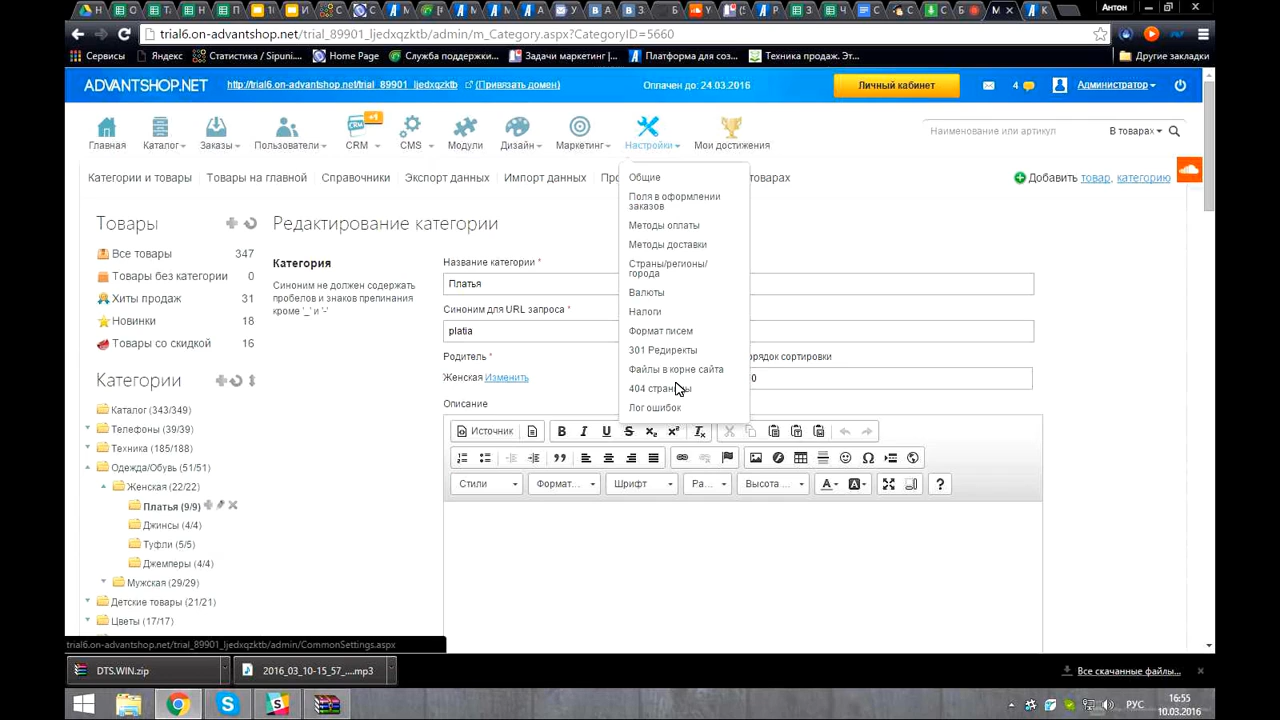 Антон
trial6.on-advantshop.net/trial_89901_ljedxqzktb/admin/m_Category.aspx?CategoryID=5660
Сервисы Яндекс Статистика / Sipuni... Home Page Служба поддержки... Задачи маркетинг |... Платформа для соз... Техника продаж. Эт... Другие закладки
ADVANTSHOP.NET http://trial6.on-advantshop.net/trial_89901_ljedxqzktb (Привязать домен) Оплачен до: 24.03.2016 Личный кабинет 4 Администратор
+1
Главная Каталог Заказы Пользователи CRM CMS Модули Дизайн Маркетинг Настройки Мои достижения Наименование или артикул В товарах
Категории и товары Товары на главной Справочники Экспорт данных Импорт данных товарах Добавить товар, категорию
Общие
Поля в оформлении
заказов
Методы оплаты
Методы доставки
Страны/регионы/
города
Валюты
Налоги
Формат писем
301 Редиректы
Файлы в корне сайта
Лог ошибок
Товары
Все товары 347
Товары без категории 0
Хиты продаж 31
Новинки 18
Товары со скидкой 16
Категории
Каталог (343/349)
Телефоны (39/39)
Техника (185/188)
Одежда/Обувь (51/51)
Женская (22/22)
Платья (9/9)
Джинсы (4/4)
Туфли (5/5)
Джемперы (4/4)
Мужская (29/29)
Детские товары (21/21)
Цветы (17/17)
Редактирование категории
Категория
Синоним не должен содержать
пробелов и знаков препинания
кроме '_' и '-'
Название категории *
Платья
Синоним для URL запроса *
platia
Родитель *
Женская Изменить
орядок сортировки
0
Описание
Источник
Стили Формат... Шрифт Ра... Высота ...
trial6.on-advantshop.net/trial_89901_ljedxqzktb/admin/CommonSettings.aspx
DTS.WIN.zip 2016_03_10-15_57_....mp3 Все скачанные файлы...
РУС 16:55
10.03.2016